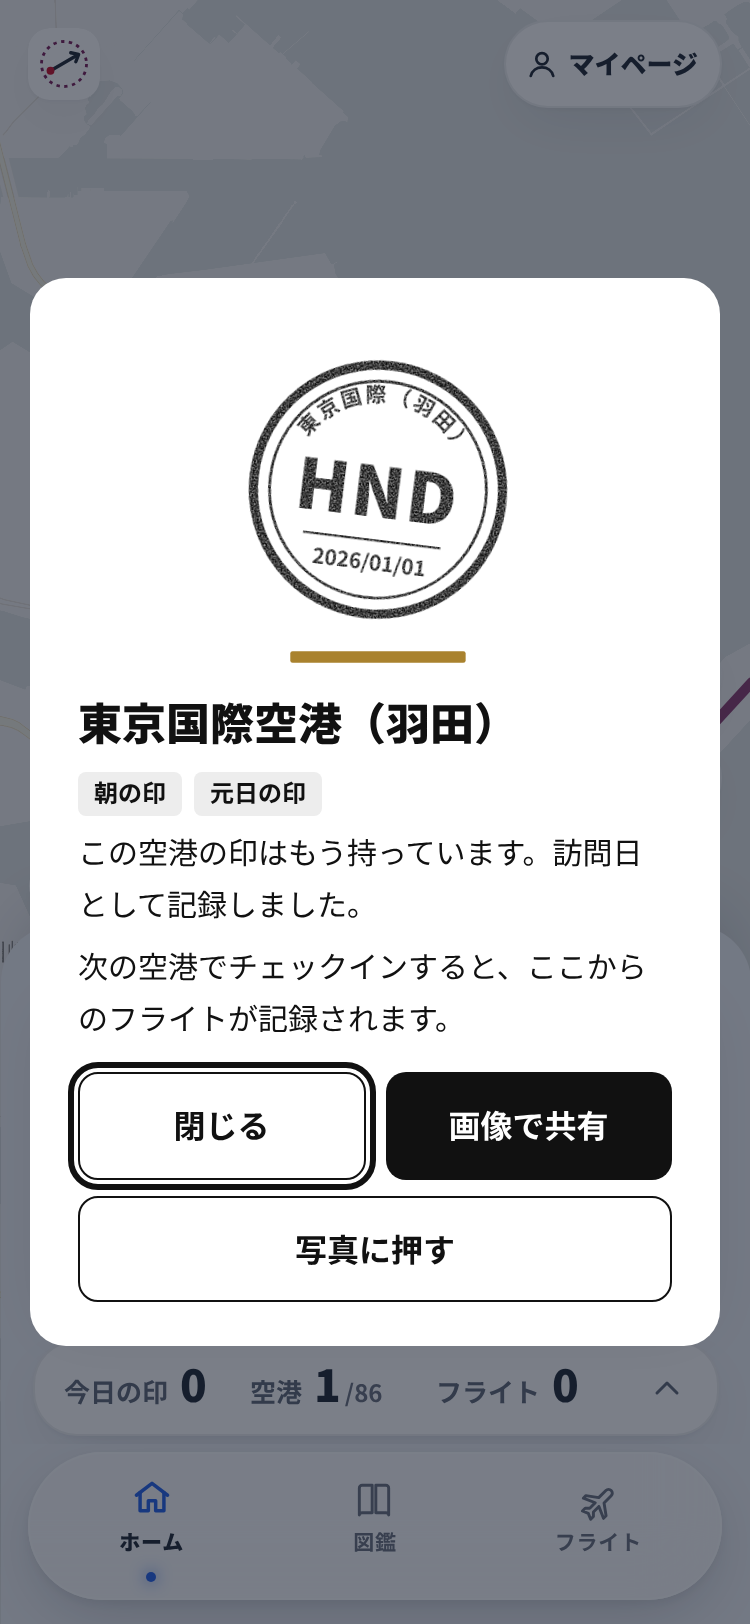 マイページ
東京国際（羽田）
HND
2026/01/01
東京国際空港（羽田）
朝の印 元日の印
この空港の印はもう持っています。訪問日
として記録しました。
次の空港でチェックインすると、ここから
のフライトが記録されます。
閉じる 画像で共有
写真に押す
今日の印 0 空港 1/86 フライト 0
ホーム 図鑑 フライト